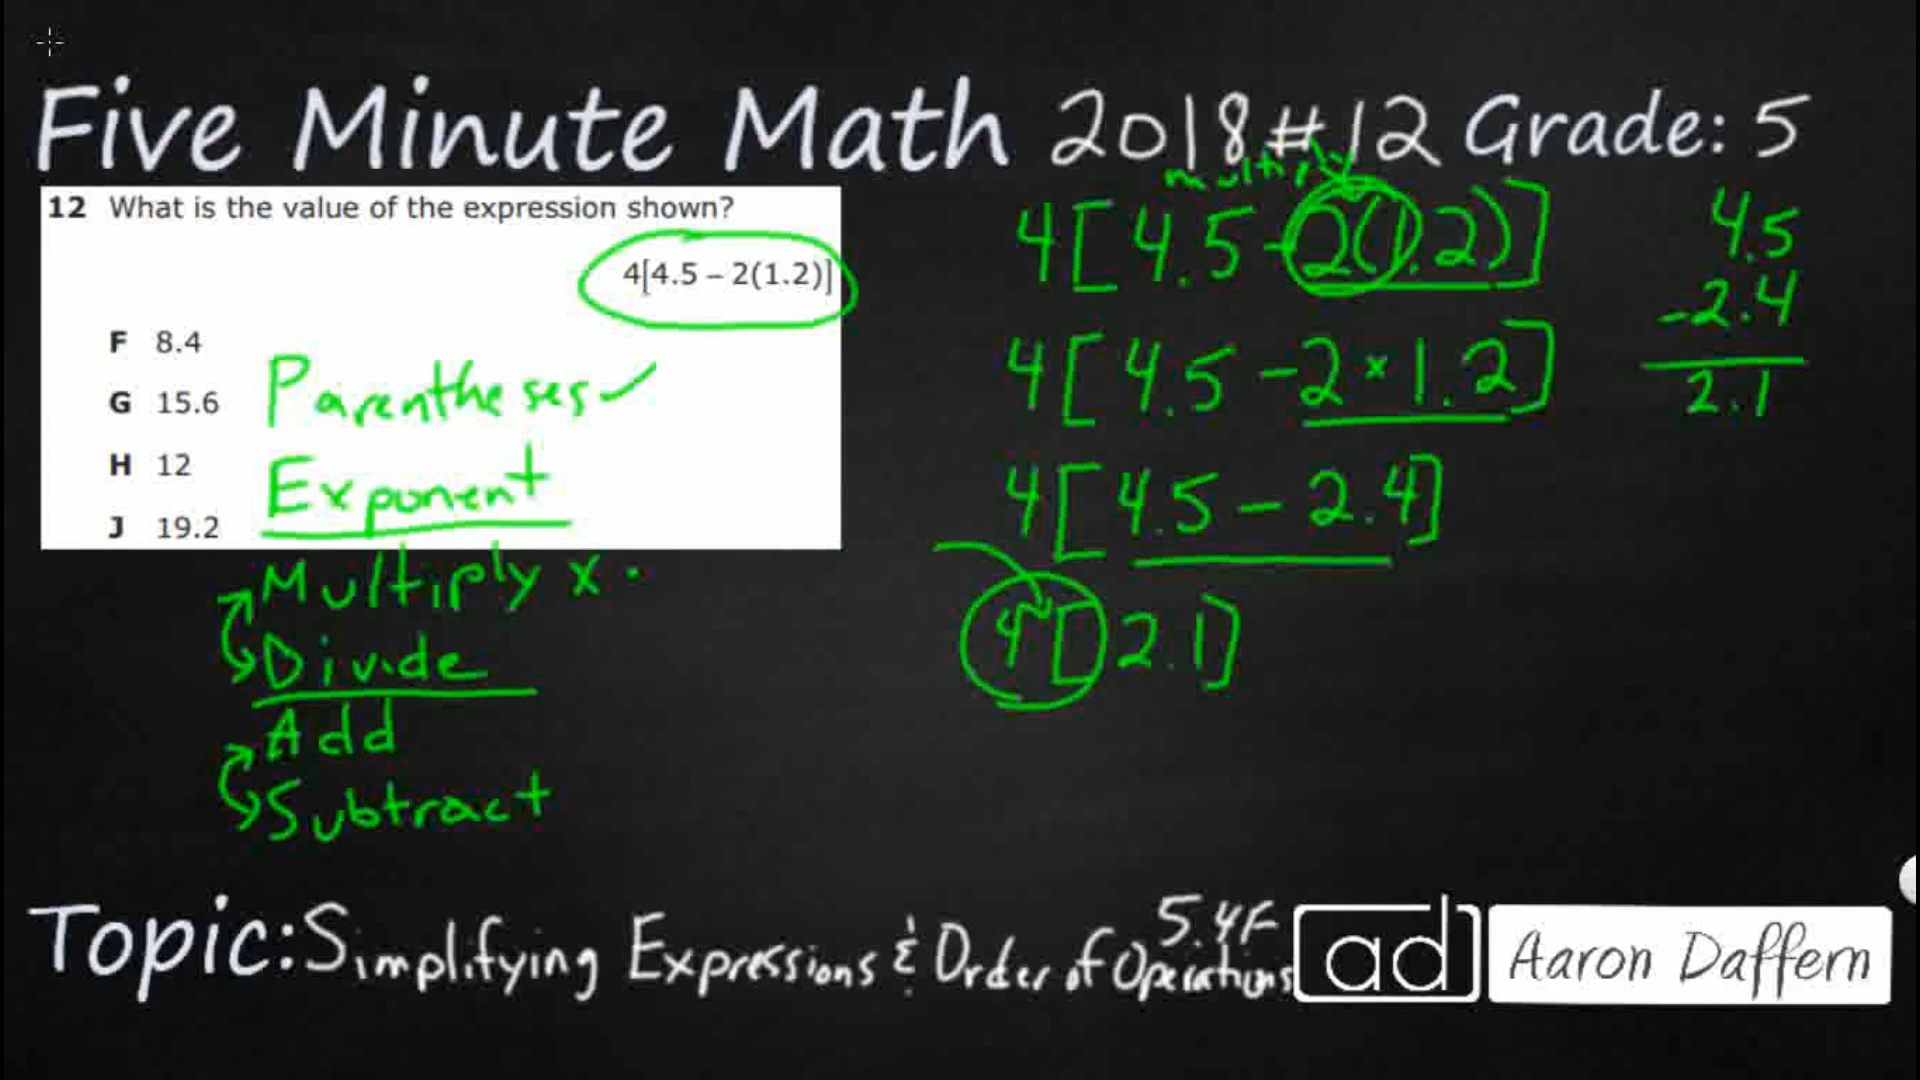 Five Minute Math 2018 #12 Grade: 5
12 What is the value of the expression shown?
4[4.5 – 2(1.2)]
F 8.4
G 15.6
H 12
J 19.2
Parentheses ✓
Exponent
Multiply x ·
Divide
Add
Subtract
multiply
4[4.5 - 2(1.2)]
4[4.5 - 2 × 1.2]
4[4.5 - 2.4]
4[2.1]
4.5
-2.4
2.1
Topic: Simplifying Expressions & Order of Operations
5.4F
ad
Aaron Daffern